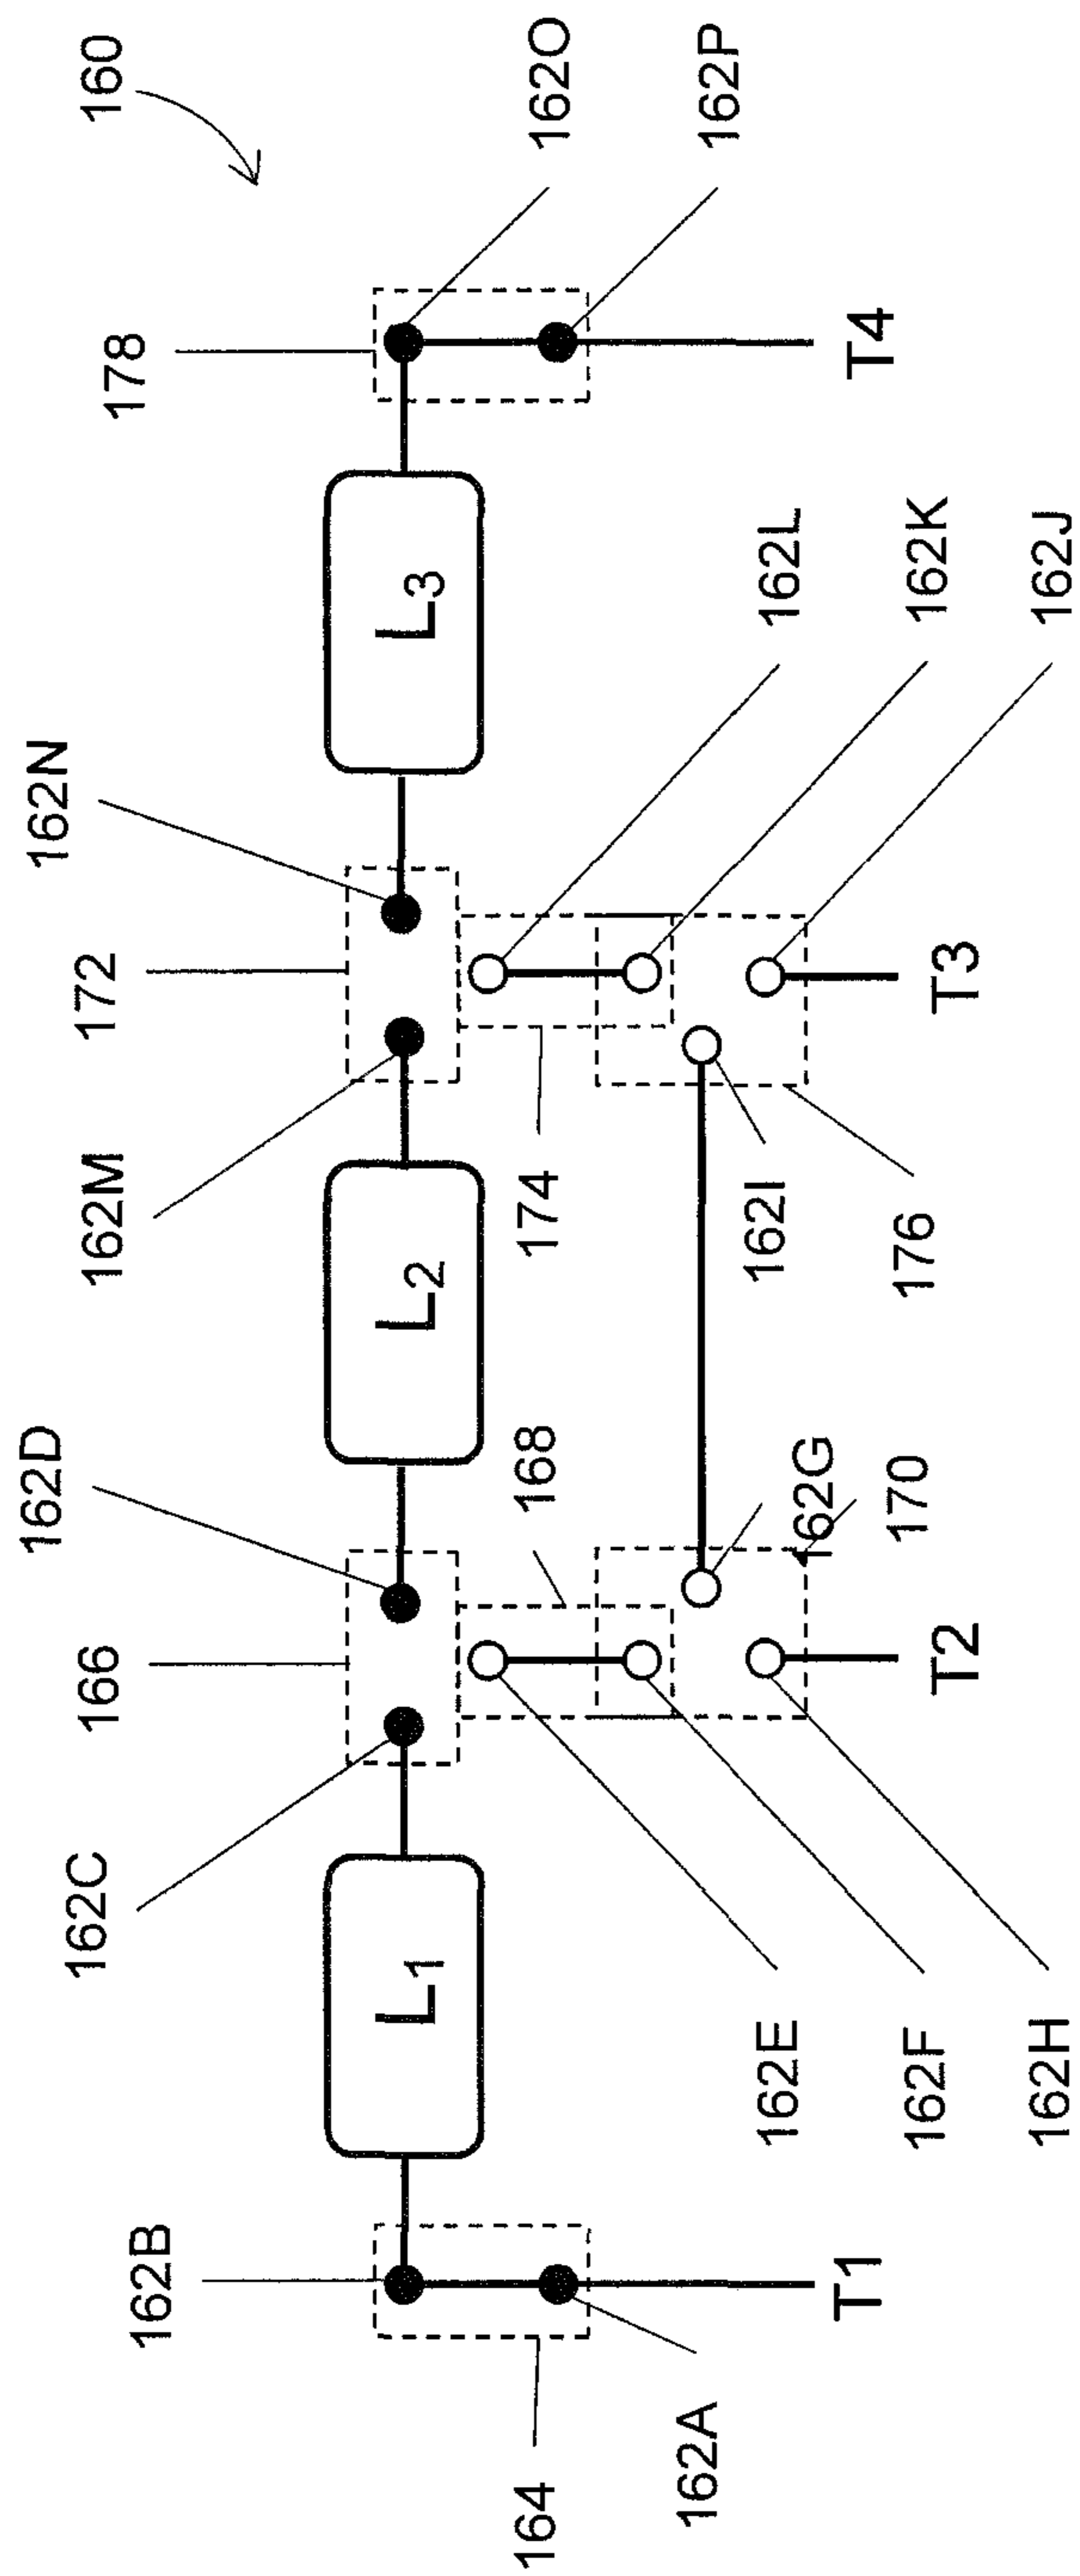 160
178
162O
162P
T4
L3
162N
172
162M
174
162L
162K
162J
T3
162I
176
L2
162D
166
168
162G
170
T2
162C
L1
162E
162F
162H
162B
164
162A
T1